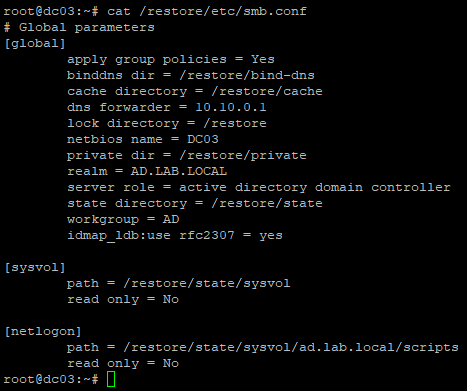 root@dc03:~# cat /restore/etc/smb.conf
# Global parameters
[global]
        apply group policies = Yes
        binddns dir = /restore/bind-dns
        cache directory = /restore/cache
        dns forwarder = 10.10.0.1
        lock directory = /restore
        netbios name = DC03
        private dir = /restore/private
        realm = AD.LAB.LOCAL
        server role = active directory domain controller
        state directory = /restore/state
        workgroup = AD
        idmap_ldb:use rfc2307 = yes

[sysvol]
        path = /restore/state/sysvol
        read only = No

[netlogon]
        path = /restore/state/sysvol/ad.lab.local/scripts
        read only = No
root@dc03:~#